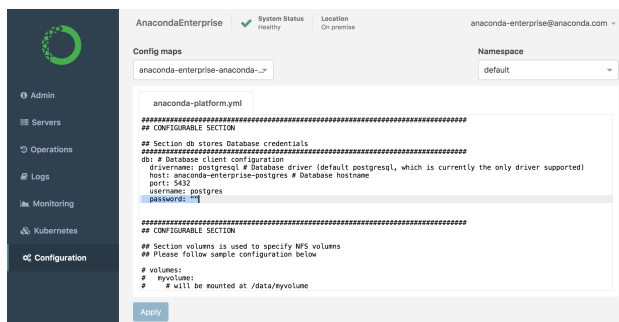 AnacondaEnterprise
System Status
Healthy
Location
On premise
anaconda-enterprise@anaconda.com
Config maps
Namespace
anaconda-enterprise-anaconda-...
default
Admin
Servers
Operations
Logs
Monitoring
Kubernetes
Configuration
anaconda-platform.yml
################################################################################
## CONFIGURABLE SECTION
## Section db stores Database credentials
################################################################################
db: # Database client configuration
  drivername: postgresql # Database driver (default postgresql, which is currently the only driver supported)
  host: anaconda-enterprise-postgres # Database hostname
  port: 5432
  username: postgres
  password: ""
################################################################################
## CONFIGURABLE SECTION
## Section volumes is used to specify NFS volumes
## Please follow sample configuration below
# volumes:
#   myvolume:
#     # will be mounted at /data/myvolume
Apply